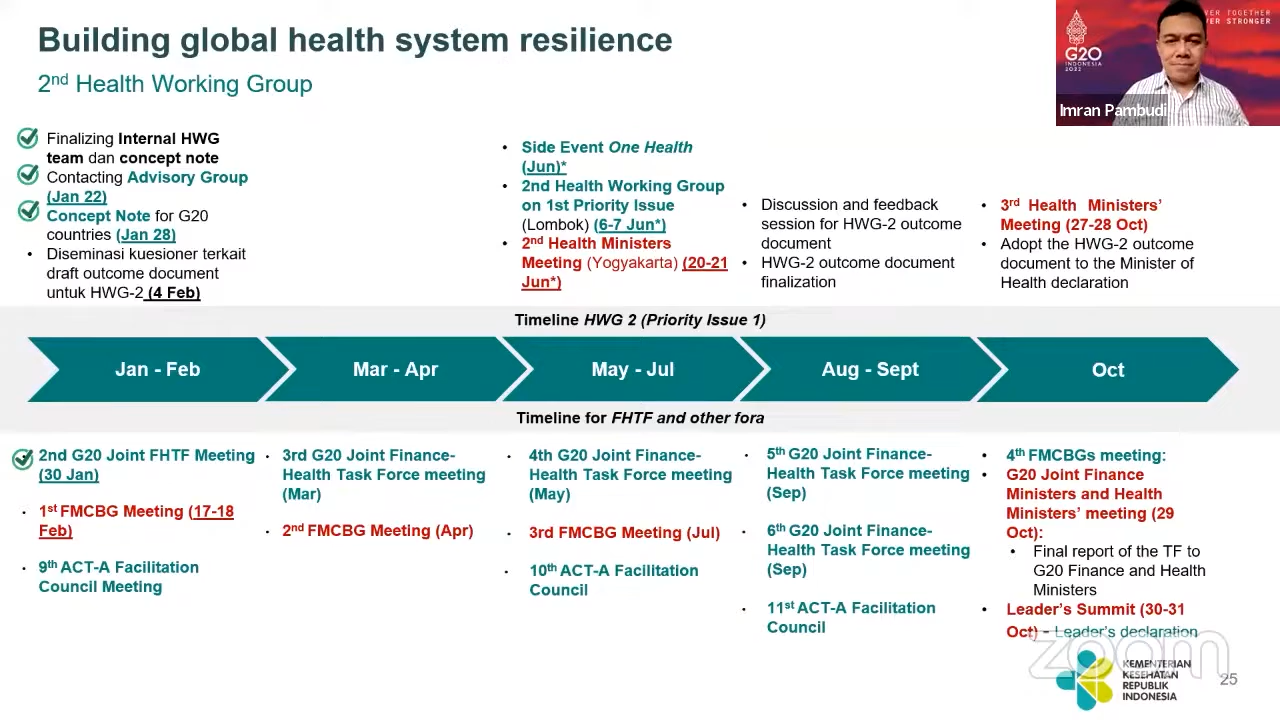 Building global health system resilience
2nd Health Working Group
G20
INDONESIA
2022
VER TOGETHER
VER STRONGER
Imran Pambudi
Finalizing Internal HWG
team dan concept note
Contacting Advisory Group
(Jan 22)
Concept Note for G20
countries (Jan 28)
• Diseminasi kuesioner terkait
draft outcome document
untuk HWG-2 (4 Feb)
• Side Event One Health
(Jun)*
• 2nd Health Working Group
on 1st Priority Issue
(Lombok) (6-7 Jun*)
• 2nd Health Ministers
Meeting (Yogyakarta) (20-21
Jun*)
• Discussion and feedback
session for HWG-2 outcome
document
• HWG-2 outcome document
finalization
• 3rd Health Ministers’
Meeting (27-28 Oct)
• Adopt the HWG-2 outcome
document to the Minister of
Health declaration
Timeline HWG 2 (Priority Issue 1)
Jan - Feb
Mar - Apr
May - Jul
Aug - Sept
Oct
Timeline for FHTF and other fora
2nd G20 Joint FHTF Meeting
(30 Jan)
• 1st FMCBG Meeting (17-18
Feb)
• 9th ACT-A Facilitation
Council Meeting
• 3rd G20 Joint Finance-
Health Task Force meeting
(Mar)
• 2nd FMCBG Meeting (Apr)
• 4th G20 Joint Finance-
Health Task Force meeting
(May)
• 3rd FMCBG Meeting (Jul)
• 10th ACT-A Facilitation
Council
• 5th G20 Joint Finance-
Health Task Force meeting
(Sep)
• 6th G20 Joint Finance-
Health Task Force meeting
(Sep)
• 11st ACT-A Facilitation
Council
• 4th FMCBGs meeting:
• G20 Joint Finance
Ministers and Health
Ministers’ meeting (29
Oct):
• Final report of the TF to
G20 Finance and Health
Ministers
• Leader’s Summit (30-31
Oct) – Leader’s declaration
zoom
KEMENTERIAN
KESEHATAN
REPUBLIK
INDONESIA
25